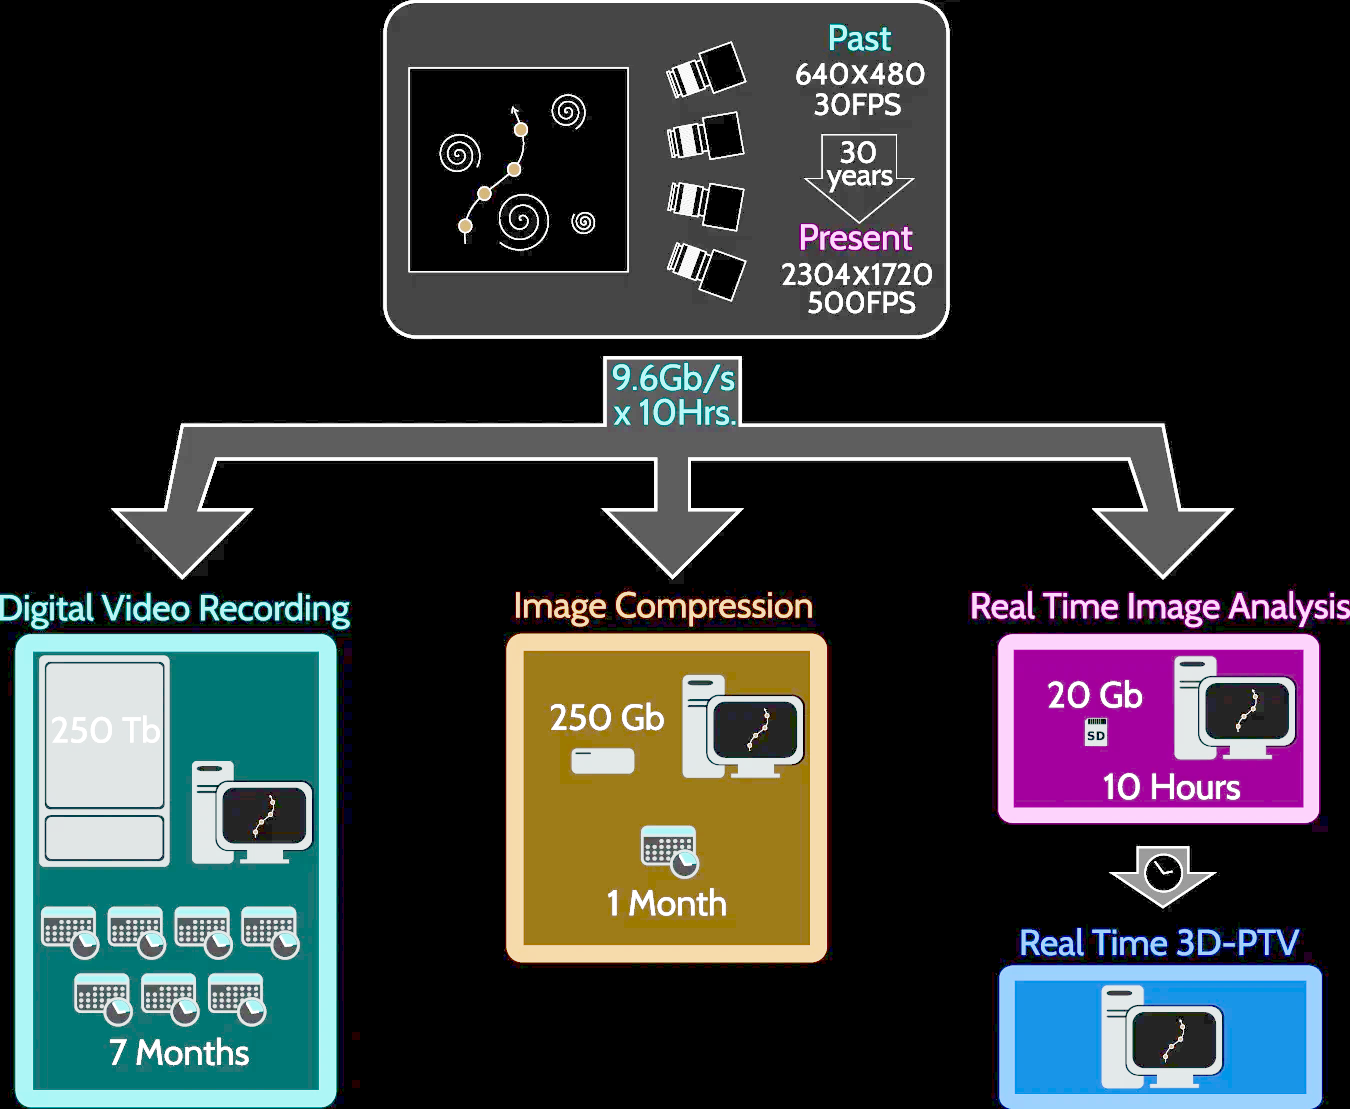 Past
640X480
30FPS
30
years
Present
2304X1720
500FPS
9.6Gb/s
x 10Hrs.
Digital Video Recording
250 Tb
7 Months
Image Compression
250 Gb
1 Month
Real Time Image Analysis
20 Gb
SD
10 Hours
Real Time 3D-PTV